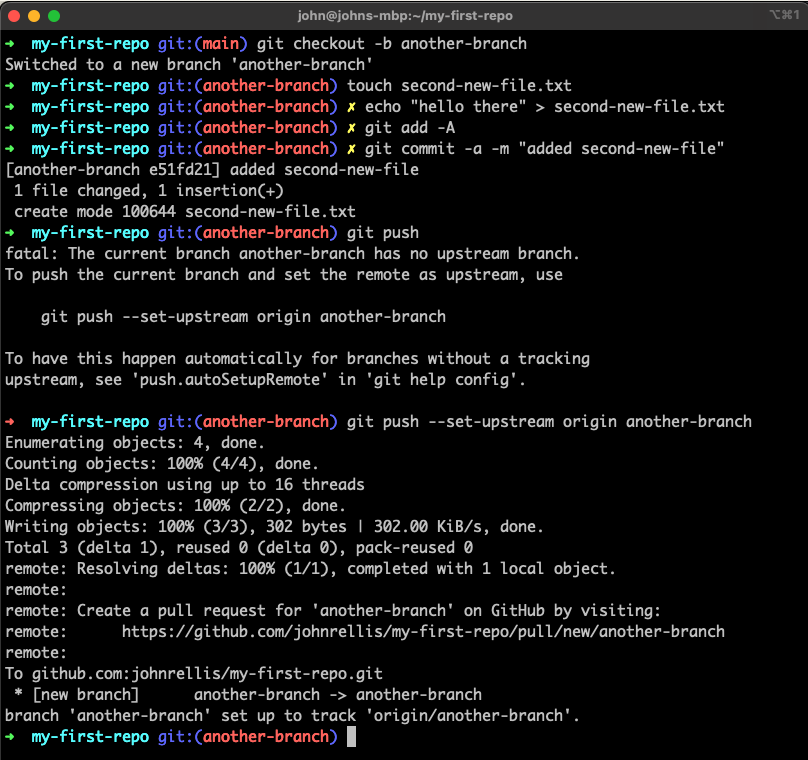 john@johns-mbp:~/my-first-repo ⌥⌘1
➜ my-first-repo git:(main) git checkout -b another-branch
Switched to a new branch 'another-branch'
➜ my-first-repo git:(another-branch) touch second-new-file.txt
➜ my-first-repo git:(another-branch) ✗ echo "hello there" > second-new-file.txt
➜ my-first-repo git:(another-branch) ✗ git add -A
➜ my-first-repo git:(another-branch) ✗ git commit -a -m "added second-new-file"
[another-branch e51fd21] added second-new-file
 1 file changed, 1 insertion(+)
 create mode 100644 second-new-file.txt
➜ my-first-repo git:(another-branch) git push
fatal: The current branch another-branch has no upstream branch.
To push the current branch and set the remote as upstream, use

    git push --set-upstream origin another-branch

To have this happen automatically for branches without a tracking
upstream, see 'push.autoSetupRemote' in 'git help config'.

➜ my-first-repo git:(another-branch) git push --set-upstream origin another-branch
Enumerating objects: 4, done.
Counting objects: 100% (4/4), done.
Delta compression using up to 16 threads
Compressing objects: 100% (2/2), done.
Writing objects: 100% (3/3), 302 bytes | 302.00 KiB/s, done.
Total 3 (delta 1), reused 0 (delta 0), pack-reused 0
remote: Resolving deltas: 100% (1/1), completed with 1 local object.
remote:
remote: Create a pull request for 'another-branch' on GitHub by visiting:
remote:      https://github.com/johnrellis/my-first-repo/pull/new/another-branch
remote:
To github.com:johnrellis/my-first-repo.git
 * [new branch]      another-branch -> another-branch
branch 'another-branch' set up to track 'origin/another-branch'.
➜ my-first-repo git:(another-branch)